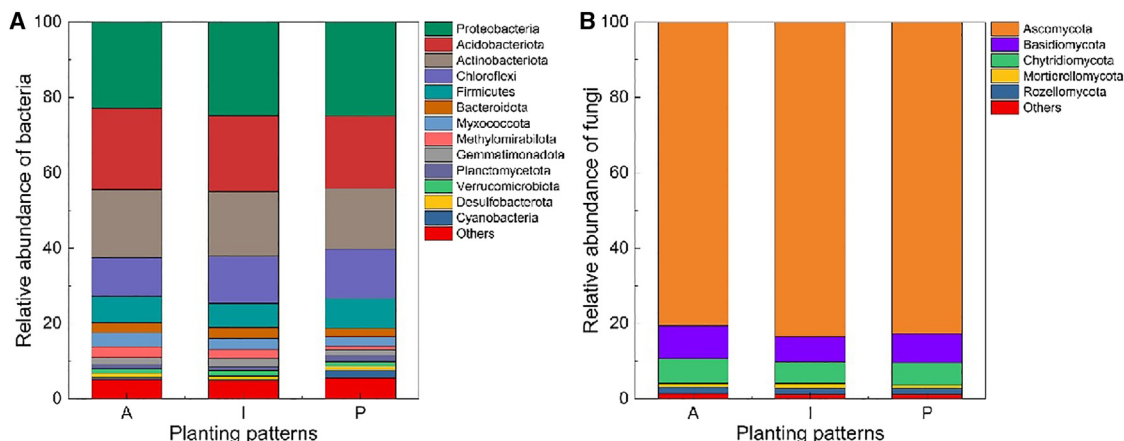 A
Relative abundance of bacteria
100
80
60
40
20
0
A I P
Planting patterns
Proteobacteria
Acidobacteriota
Actinobacteriota
Chloroflexi
Firmicutes
Bacteroidota
Myxococcota
Methylomirabilota
Gemmatimonadota
Planctomycetota
Verrucomicrobiota
Desulfobacterota
Cyanobacteria
Others
B
Relative abundance of fungi
100
80
60
40
20
0
A I P
Planting patterns
Ascomycota
Basidiomycota
Chytridiomycota
Mortierellomycota
Rozellomycota
Others